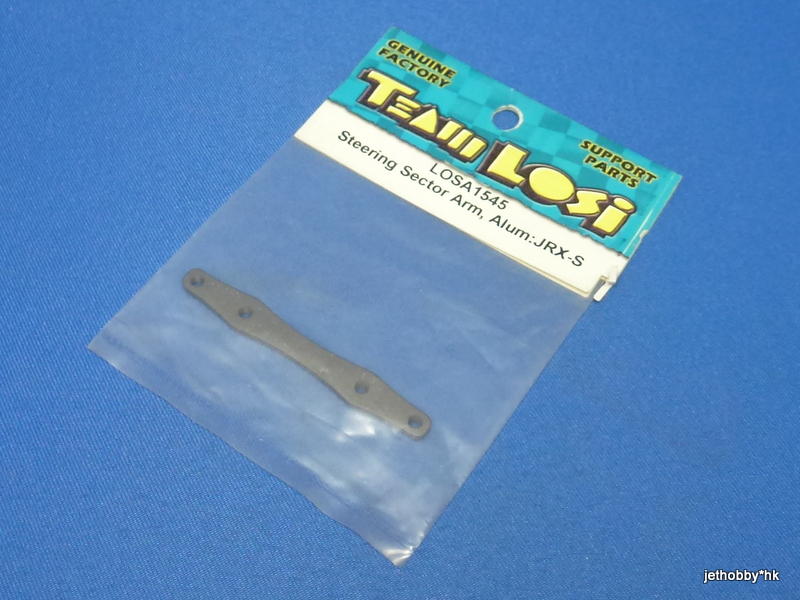 GENUINE
FACTORY
TEAM LOSI
SUPPORT
PARTS
LOSA1545
Steering Sector Arm, Alum:JRX-S
jethobby*hk